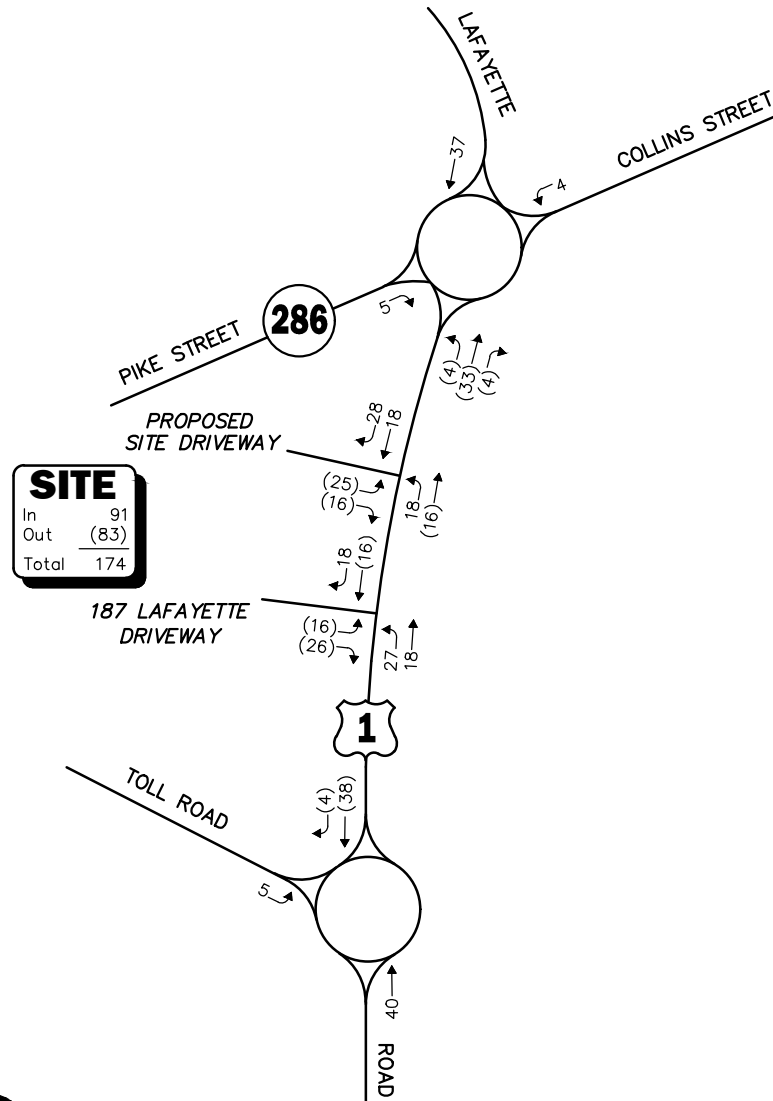 LAFAYETTE
COLLINS STREET
37
4
286
5
PIKE STREET
(4)
(33)
(4)
28
18
PROPOSED
SITE DRIVEWAY
SITE
In 91
Out (83)
Total 174
(25)
(16)
18
(16)
18
(16)
187 LAFAYETTE
DRIVEWAY
(16)
(26)
27
18
1
TOLL ROAD
(4)
(38)
5
40
ROAD